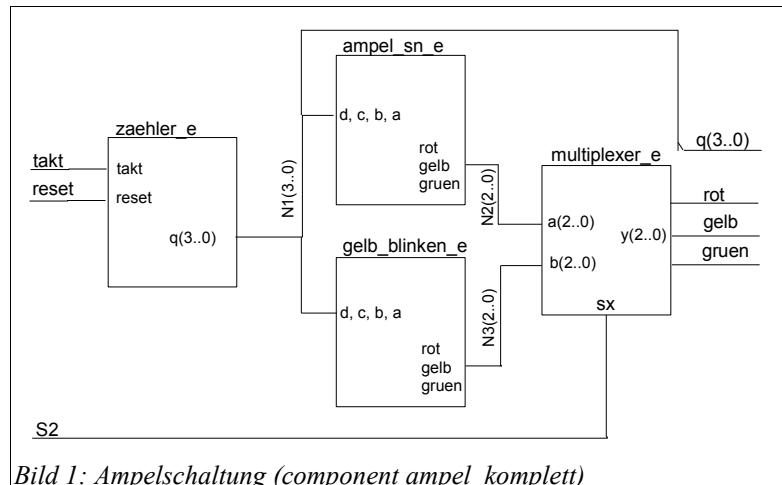 ampel_sn_e
d, c, b, a
rot
gelb
gruen
zaehler_e
takt
reset
takt
reset
q(3..0)
N1(3..0)
N2(2..0)
gelb_blinken_e
d, c, b, a
rot
gelb
gruen
N3(2..0)
multiplexer_e
a(2..0)
b(2..0)
y(2..0)
sx
q(3..0)
rot
gelb
gruen
S2
Bild 1: Ampelschaltung (component ampel_komplett)